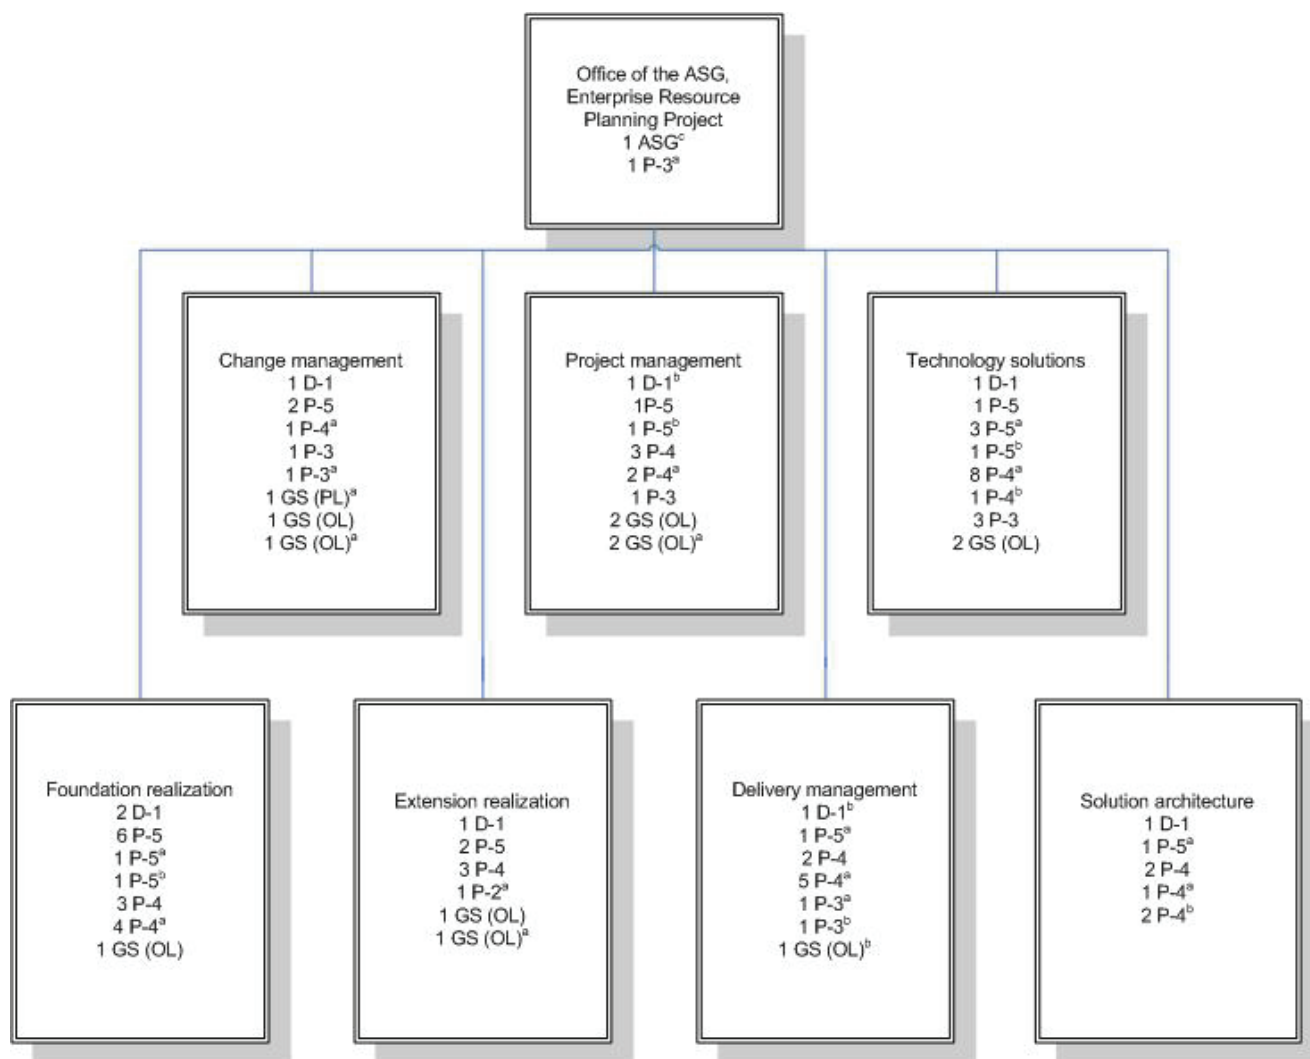 Office of the ASG,
Enterprise Resource
Planning Project
1 ASGᶜ
1 P-3ᵃ
Change management
1 D-1
2 P-5
1 P-4ᵃ
1 P-3
1 P-3ᵃ
1 GS (PL)ᵃ
1 GS (OL)
1 GS (OL)ᵃ
Project management
1 D-1ᵇ
1P-5
1 P-5ᵇ
3 P-4
2 P-4ᵃ
1 P-3
2 GS (OL)
2 GS (OL)ᵃ
Technology solutions
1 D-1
1 P-5
3 P-5ᵃ
1 P-5ᵇ
8 P-4ᵃ
1 P-4ᵇ
3 P-3
2 GS (OL)
Foundation realization
2 D-1
6 P-5
1 P-5ᵃ
1 P-5ᵇ
3 P-4
4 P-4ᵃ
1 GS (OL)
Extension realization
1 D-1
2 P-5
3 P-4
1 P-2ᵃ
1 GS (OL)
1 GS (OL)ᵃ
Delivery management
1 D-1ᵇ
1 P-5ᵃ
2 P-4
5 P-4ᵃ
1 P-3ᵃ
1 P-3ᵇ
1 GS (OL)ᵇ
Solution architecture
1 D-1
1 P-5ᵃ
2 P-4
1 P-4ᵃ
2 P-4ᵇ